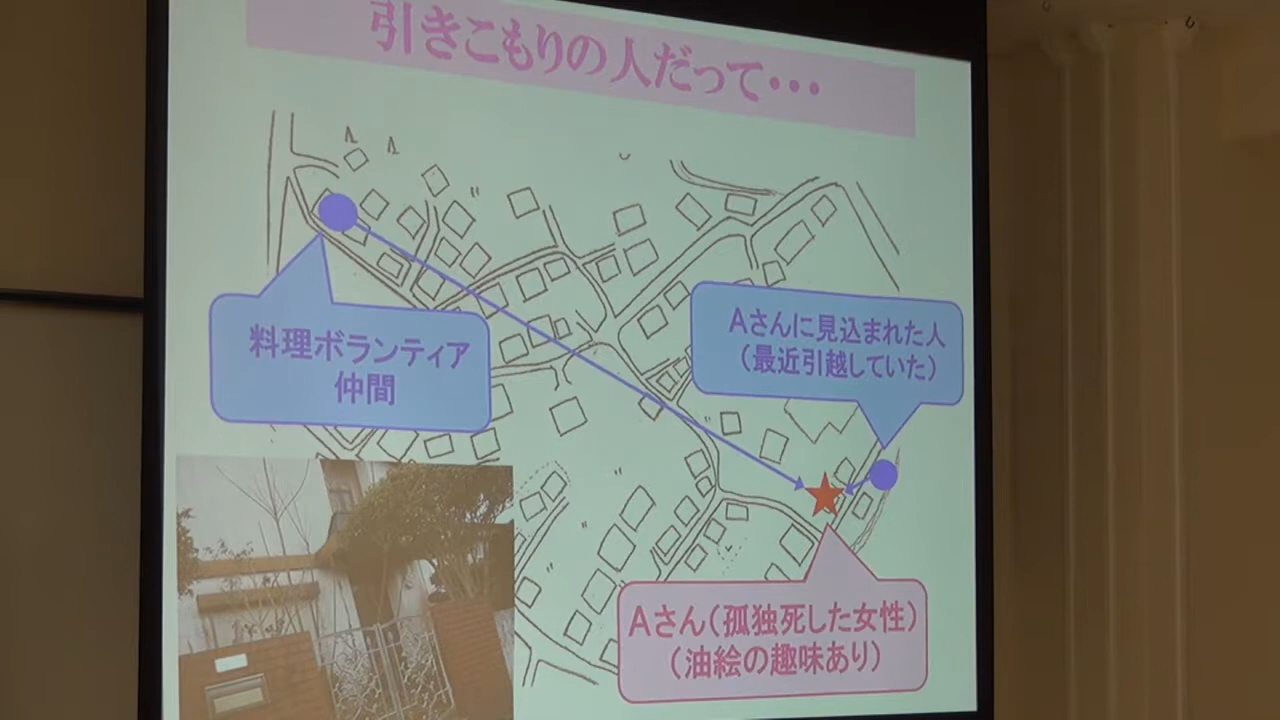 引きこもりの人だって・・・
料理ボランティア
仲間
Aさんに見込まれた人
（最近引越していた）
Aさん（孤独死した女性）
（油絵の趣味あり）